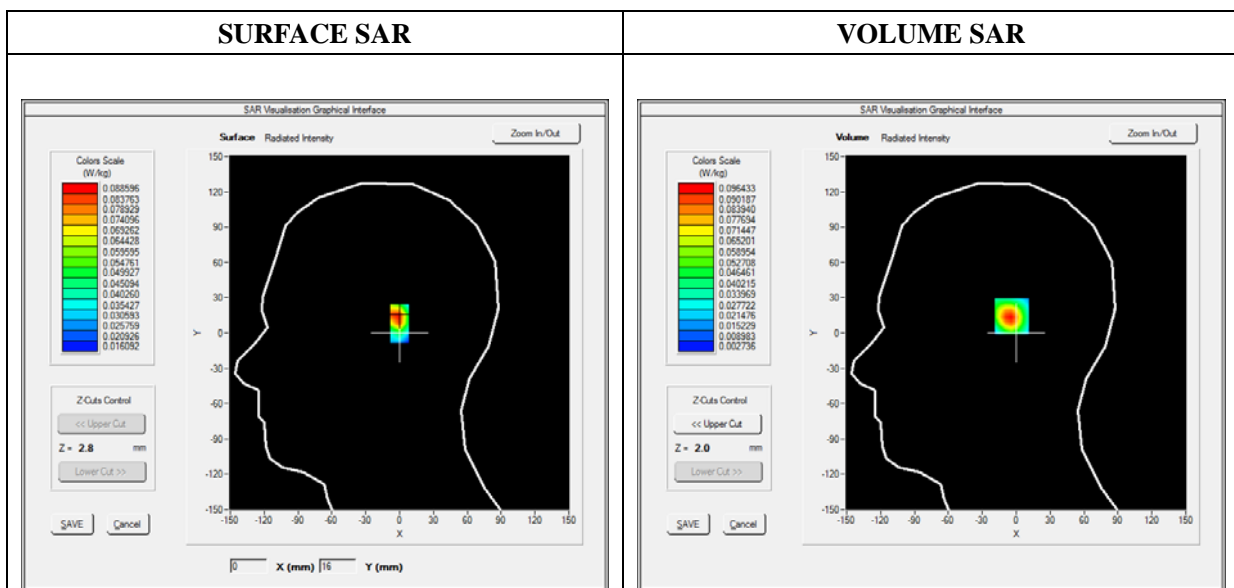 SURFACE SAR
VOLUME SAR
SAR Visualisation Graphical Interface
Surface Radiated Intensity
Zoom In/Out
Colors Scale
(W/kg)
0.088596
0.083763
0.078929
0.074096
0.069262
0.064428
0.059595
0.054761
0.049927
0.045094
0.040260
0.035427
0.030593
0.025759
0.020926
0.016092
Z-Cuts Control
<< Upper Cut
Z = 2.8 mm
Lower Cut >>
SAVE Cancel
150
120
90
60
30
0
-30
-60
-90
-120
-150
Y
-150 -120 -90 -60 -30 0 30 60 90 120 150
X
0 X (mm) 16 Y (mm)
SAR Visualisation Graphical Interface
Volume Radiated Intensity
Zoom In/Out
Colors Scale
(W/kg)
0.096433
0.090187
0.083940
0.077694
0.071447
0.065201
0.058954
0.052708
0.046461
0.040215
0.033969
0.027722
0.021476
0.015229
0.008983
0.002736
Z-Cuts Control
<< Upper Cut
Z = 2.0 mm
Lower Cut >>
SAVE Cancel
150
120
90
60
30
0
-30
-60
-90
-120
-150
Y
-150 -120 -90 -60 -30 0 30 60 90 120 150
X